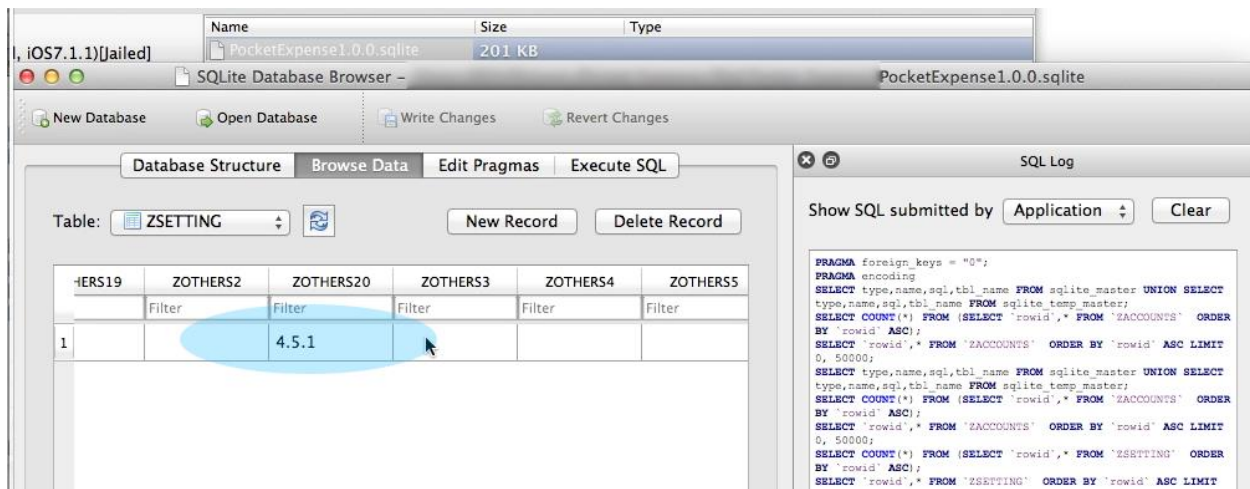 Name Size Type
, iOS7.1.1)[Jailed]
PocketExpense1.0.0.sqlite 201 KB
SQLite Database Browser – PocketExpense1.0.0.sqlite
New Database Open Database Write Changes Revert Changes
Database Structure Browse Data Edit Pragmas Execute SQL
Table: ZSETTING New Record Delete Record
HERS19 ZOTHERS2 ZOTHERS20 ZOTHERS3 ZOTHERS4 ZOTHERS5
Filter Filter Filter Filter Filter
1 4.5.1
SQL Log
Show SQL submitted by Application Clear
PRAGMA foreign_keys = "0";
PRAGMA encoding
SELECT type,name,sql,tbl_name FROM sqlite_master UNION SELECT
type,name,sql,tbl_name FROM sqlite_temp_master;
SELECT COUNT(*) FROM (SELECT `rowid`,* FROM `ZACCOUNTS` ORDER
BY `rowid` ASC);
SELECT `rowid`,* FROM `ZACCOUNTS` ORDER BY `rowid` ASC LIMIT
0, 50000;
SELECT type,name,sql,tbl_name FROM sqlite_master UNION SELECT
type,name,sql,tbl_name FROM sqlite_temp_master;
SELECT COUNT(*) FROM (SELECT `rowid`,* FROM `ZACCOUNTS` ORDER
BY `rowid` ASC);
SELECT `rowid`,* FROM `ZACCOUNTS` ORDER BY `rowid` ASC LIMIT
0, 50000;
SELECT COUNT(*) FROM (SELECT `rowid`,* FROM `ZSETTING` ORDER
BY `rowid` ASC);
SELECT `rowid`,* FROM `ZSETTING` ORDER BY `rowid` ASC LIMIT